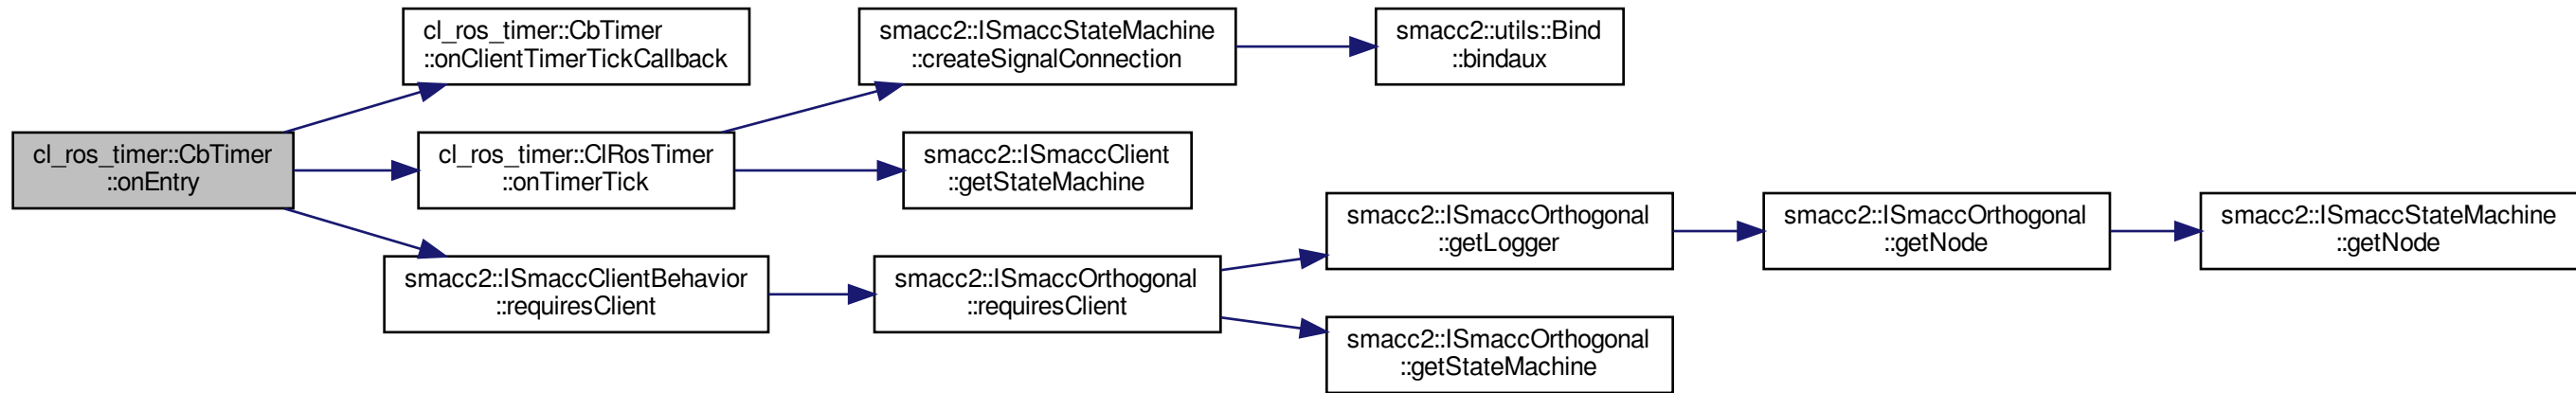 cl_ros_timer::CbTimer
::onEntry
cl_ros_timer::CbTimer
::onClientTimerTickCallback
cl_ros_timer::ClRosTimer
::onTimerTick
smacc2::ISmaccClientBehavior
::requiresClient
smacc2::ISmaccStateMachine
::createSignalConnection
smacc2::ISmaccClient
::getStateMachine
smacc2::utils::Bind
::bindaux
smacc2::ISmaccOrthogonal
::requiresClient
smacc2::ISmaccOrthogonal
::getLogger
smacc2::ISmaccOrthogonal
::getStateMachine
smacc2::ISmaccOrthogonal
::getNode
smacc2::ISmaccStateMachine
::getNode